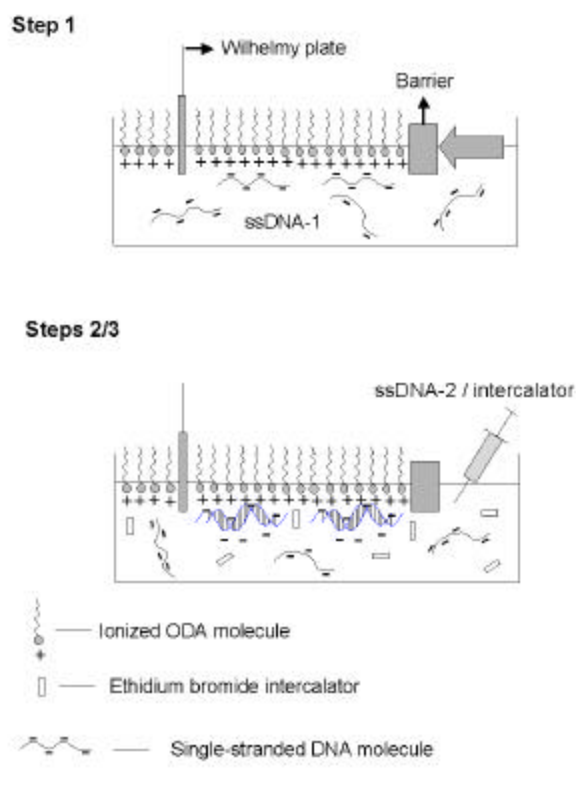 Step 1
Wilhelmy plate
Barrier
ssDNA-1
Steps 2/3
ssDNA-2 / intercalator
Ionized ODA molecule
Ethidium bromide intercalator
Single-stranded DNA molecule